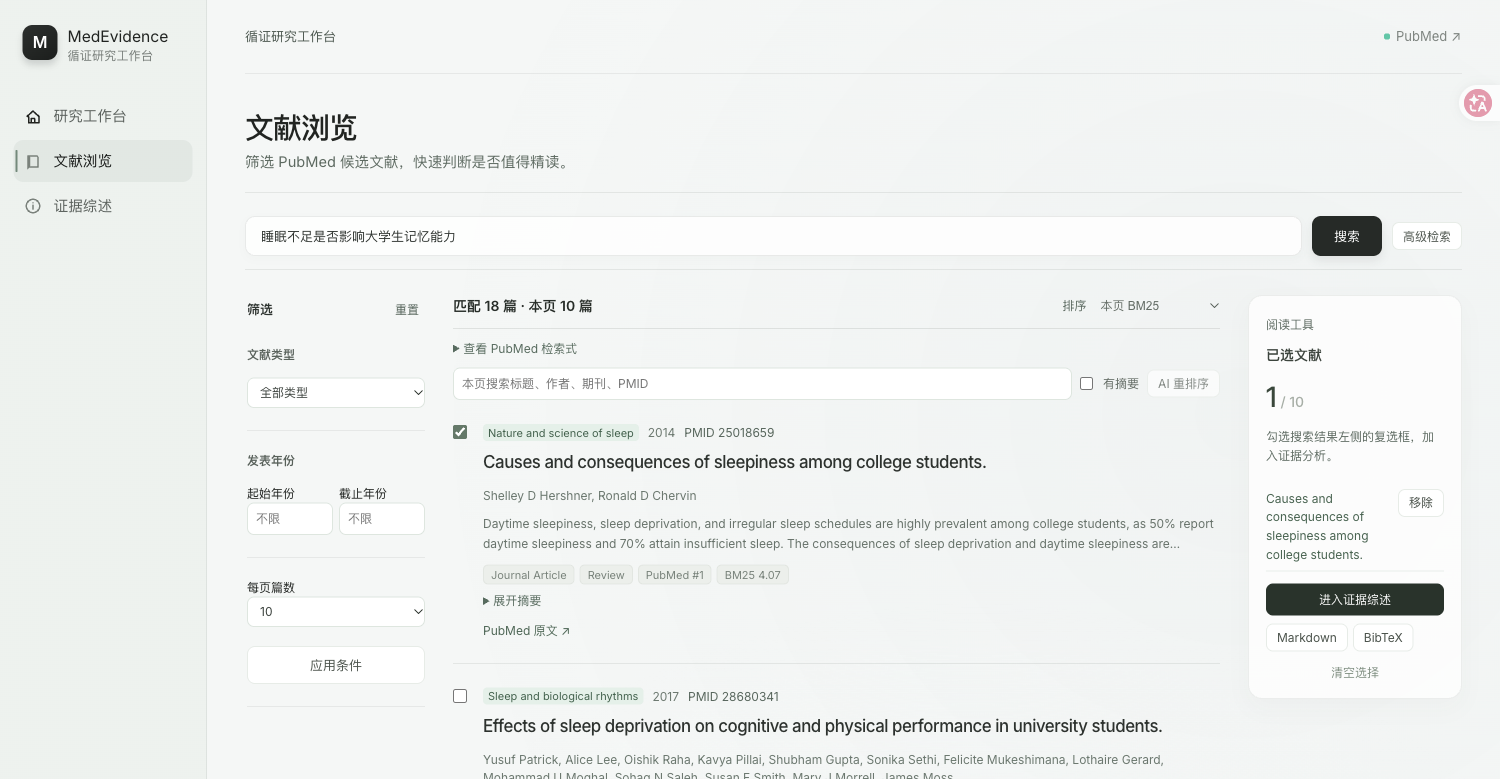 M
MedEvidence
循证研究工作台
研究工作台
文献浏览
证据综述
循证研究工作台
PubMed ↗
文献浏览
筛选 PubMed 候选文献，快速判断是否值得精读。
睡眠不足是否影响大学生记忆能力
搜索
高级检索
筛选
重置
文献类型
全部类型
发表年份
起始年份
截止年份
不限
不限
每页篇数
10
应用条件
匹配 18 篇 · 本页 10 篇
排序
本页 BM25
查看 PubMed 检索式
本页搜索标题、作者、期刊、PMID
有摘要
AI 重排序
Nature and science of sleep 2014 PMID 25018659
Causes and consequences of sleepiness among college students.
Shelley D Hershner, Ronald D Chervin
Daytime sleepiness, sleep deprivation, and irregular sleep schedules are highly prevalent among college students, as 50% report
daytime sleepiness and 70% attain insufficient sleep. The consequences of sleep deprivation and daytime sleepiness are...
Journal Article Review PubMed #1 BM25 4.07
展开摘要
PubMed 原文 ↗
Sleep and biological rhythms 2017 PMID 28680341
Effects of sleep deprivation on cognitive and physical performance in university students.
Yusuf Patrick, Alice Lee, Oishik Raha, Kavya Pillai, Shubham Gupta, Sonika Sethi, Felicite Mukeshimana, Lothaire Gerard,
Mohammad U Moghal, Sohag N Saleh, Susan F Smith, Mary J Morrell, James Moss
阅读工具
已选文献
1 / 10
勾选搜索结果左侧的复选框，加
入证据分析。
Causes and
consequences of
sleepiness among
college students.
移除
进入证据综述
Markdown
BibTeX
清空选择